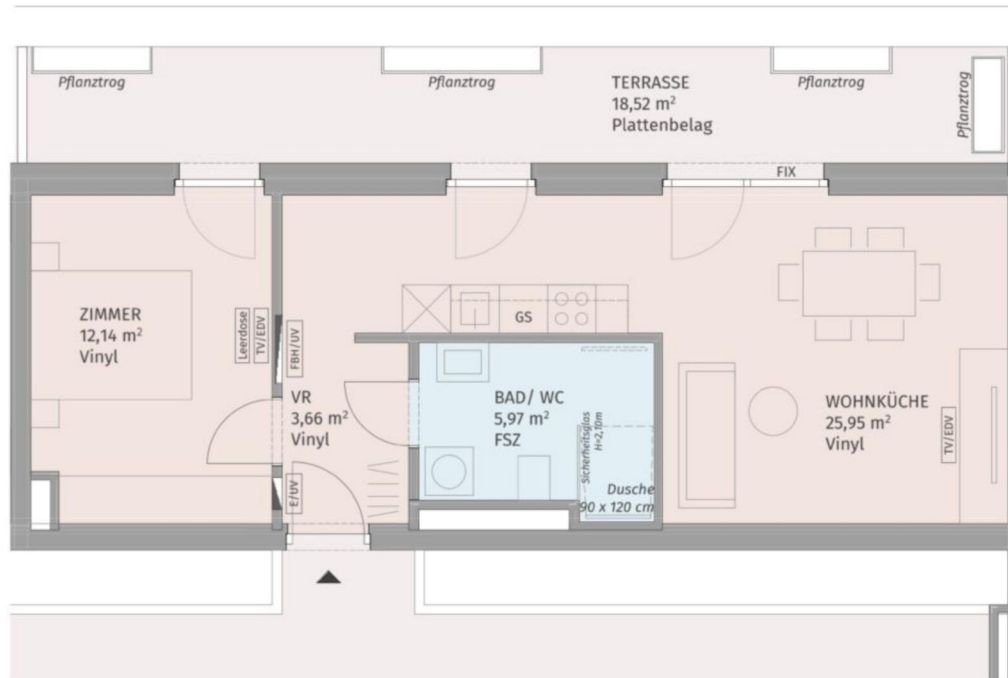 Pflanztrog
Pflanztrog
Pflanztrog
Pflanztrog
TERRASSE
18,52 m²
Plattenbelag
FIX
ZIMMER
12,14 m²
Vinyl
Leerdose
TV/EDV
FBH/UV
GS
VR
3,66 m²
Vinyl
E/UV
BAD/ WC
5,97 m²
FSZ
Sicherheitsglas
H=2,10m
Dusche
90 x 120 cm
WOHNKÜCHE
25,95 m²
Vinyl
TV/EDV